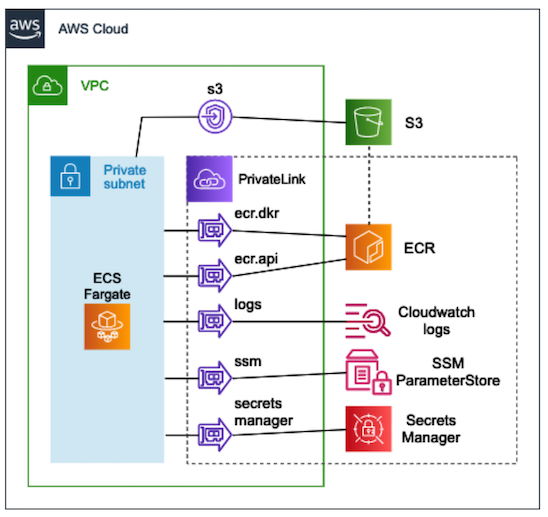 aws
AWS Cloud
VPC
s3
S3
Private
subnet
PrivateLink
ecr.dkr
ECR
ecr.api
ECS
Fargate
logs
Cloudwatch
logs
ssm
SSM
ParameterStore
secrets
manager
Secrets
Manager